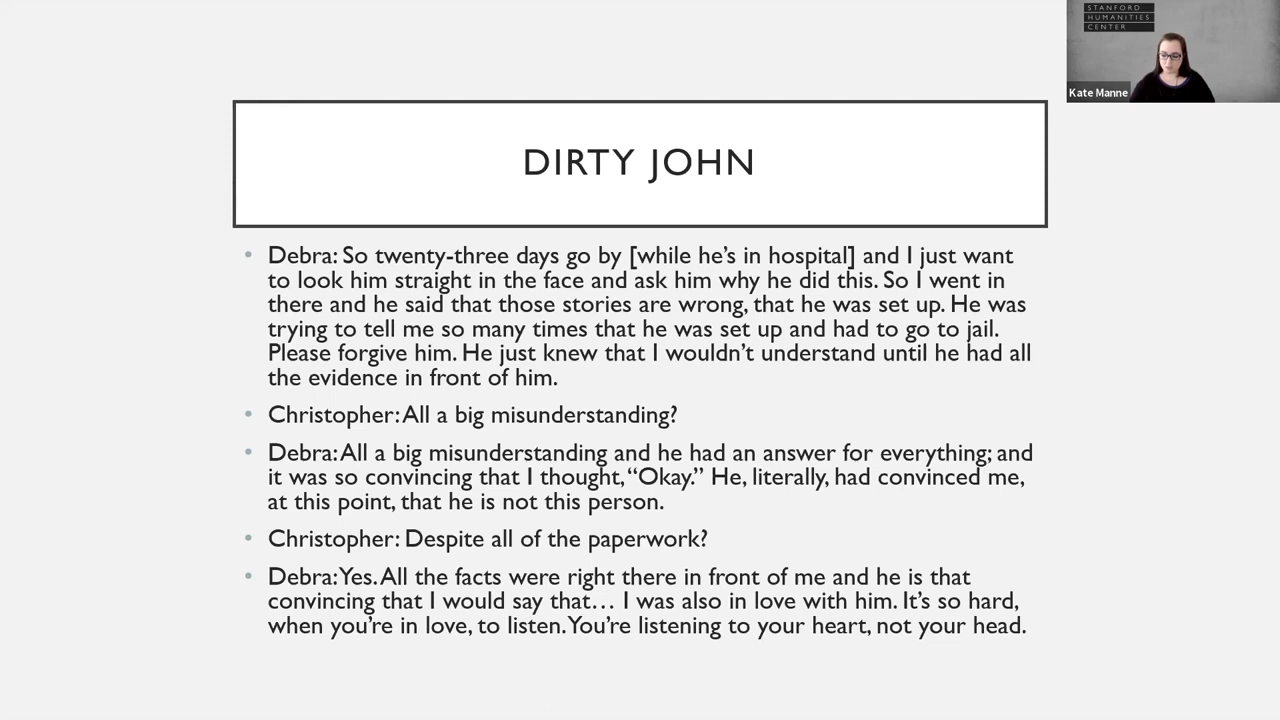 STANFORD
HUMANITIES
CENTER
Kate Manne
DIRTY JOHN
• Debra: So twenty-three days go by [while he's in hospital] and I just want
to look him straight in the face and ask him why he did this. So I went in
there and he said that those stories are wrong, that he was set up. He was
trying to tell me so many times that he was set up and had to go to jail.
Please forgive him. He just knew that I wouldn't understand until he had all
the evidence in front of him.
• Christopher: All a big misunderstanding?
• Debra: All a big misunderstanding and he had an answer for everything; and
it was so convincing that I thought, “Okay.” He, literally, had convinced me,
at this point, that he is not this person.
• Christopher: Despite all of the paperwork?
• Debra: Yes. All the facts were right there in front of me and he is that
convincing that I would say that… I was also in love with him. It's so hard,
when you're in love, to listen. You're listening to your heart, not your head.